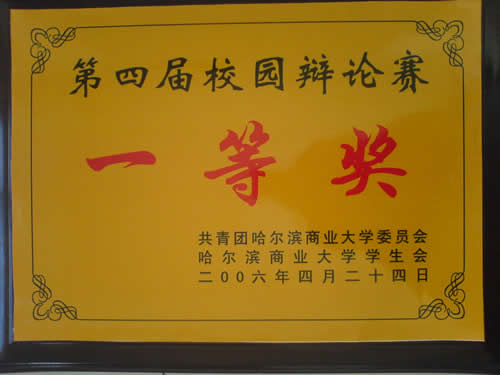 第四届校园辩论赛
一等奖
共青团哈尔滨商业大学委员会
哈尔滨商业大学学生会
二00六年四月二十四日